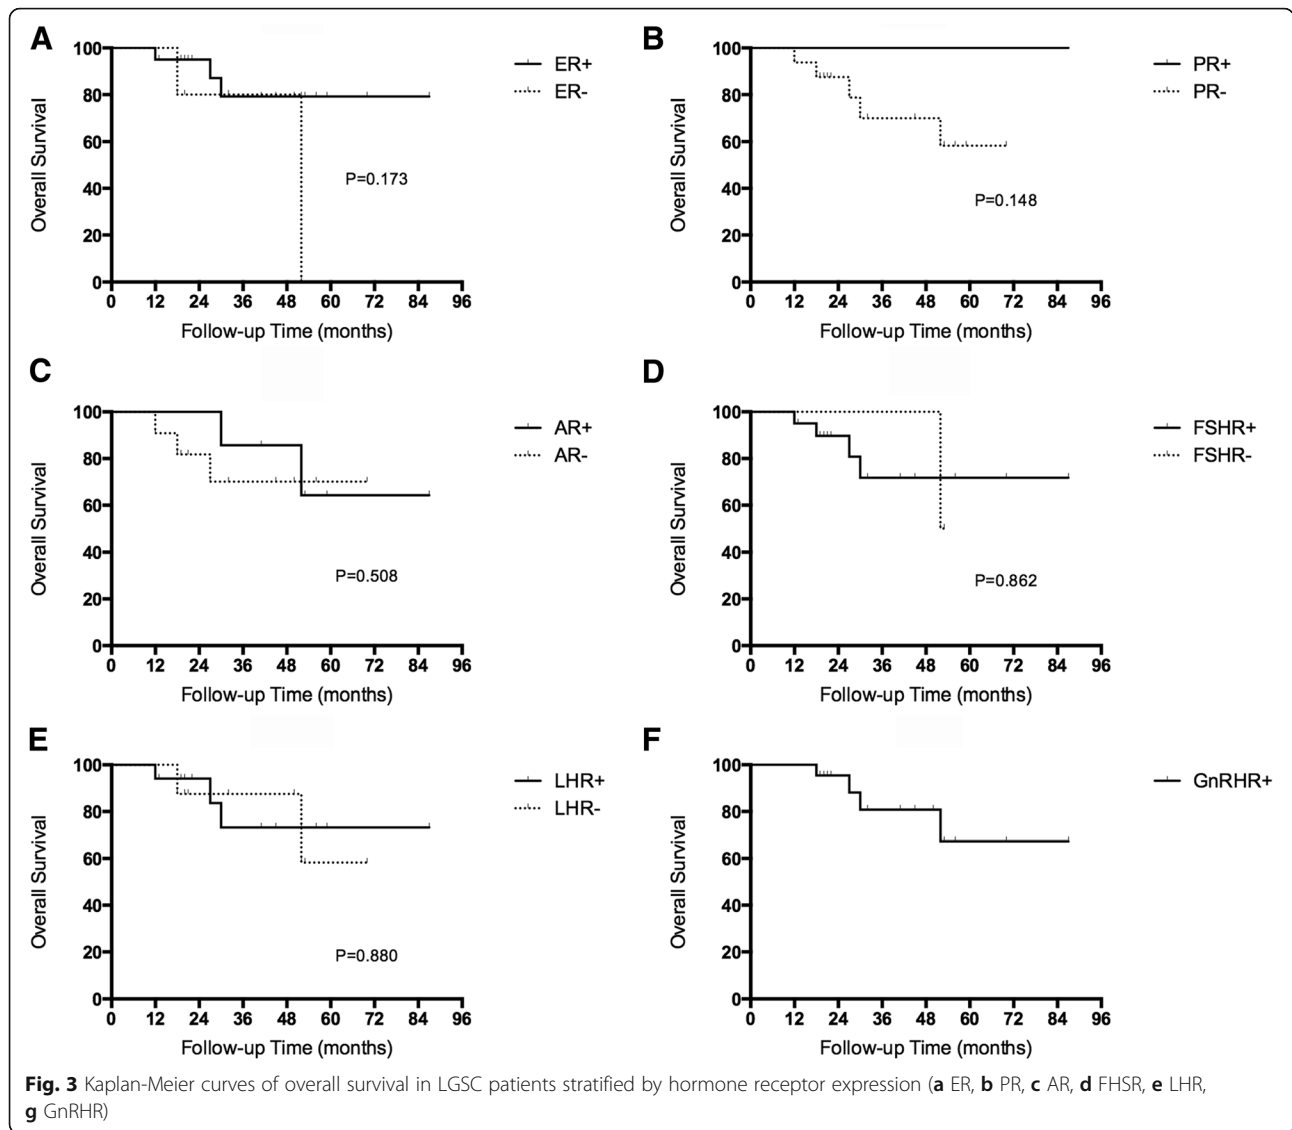 A
100
80
60
40
20
0
0 12 24 36 48 60 72 84 96
Overall Survival
Follow-up Time (months)
ER+
ER-
P=0.173
B
100
80
60
40
20
0
0 12 24 36 48 60 72 84 96
Overall Survival
Follow-up Time (months)
PR+
PR-
P=0.148
C
100
80
60
40
20
0
0 12 24 36 48 60 72 84 96
Overall Survival
Follow-up Time (months)
AR+
AR-
P=0.508
D
100
80
60
40
20
0
0 12 24 36 48 60 72 84 96
Overall Survival
Follow-up Time (months)
FSHR+
FSHR-
P=0.862
E
100
80
60
40
20
0
0 12 24 36 48 60 72 84 96
Overall Survival
Follow-up Time (months)
LHR+
LHR-
P=0.880
F
100
80
60
40
20
0
0 12 24 36 48 60 72 84 96
Overall Survival
Follow-up Time (months)
GnRHR+
Fig. 3 Kaplan-Meier curves of overall survival in LGSC patients stratified by hormone receptor expression (a ER, b PR, c AR, d FHSR, e LHR,
g GnRHR)